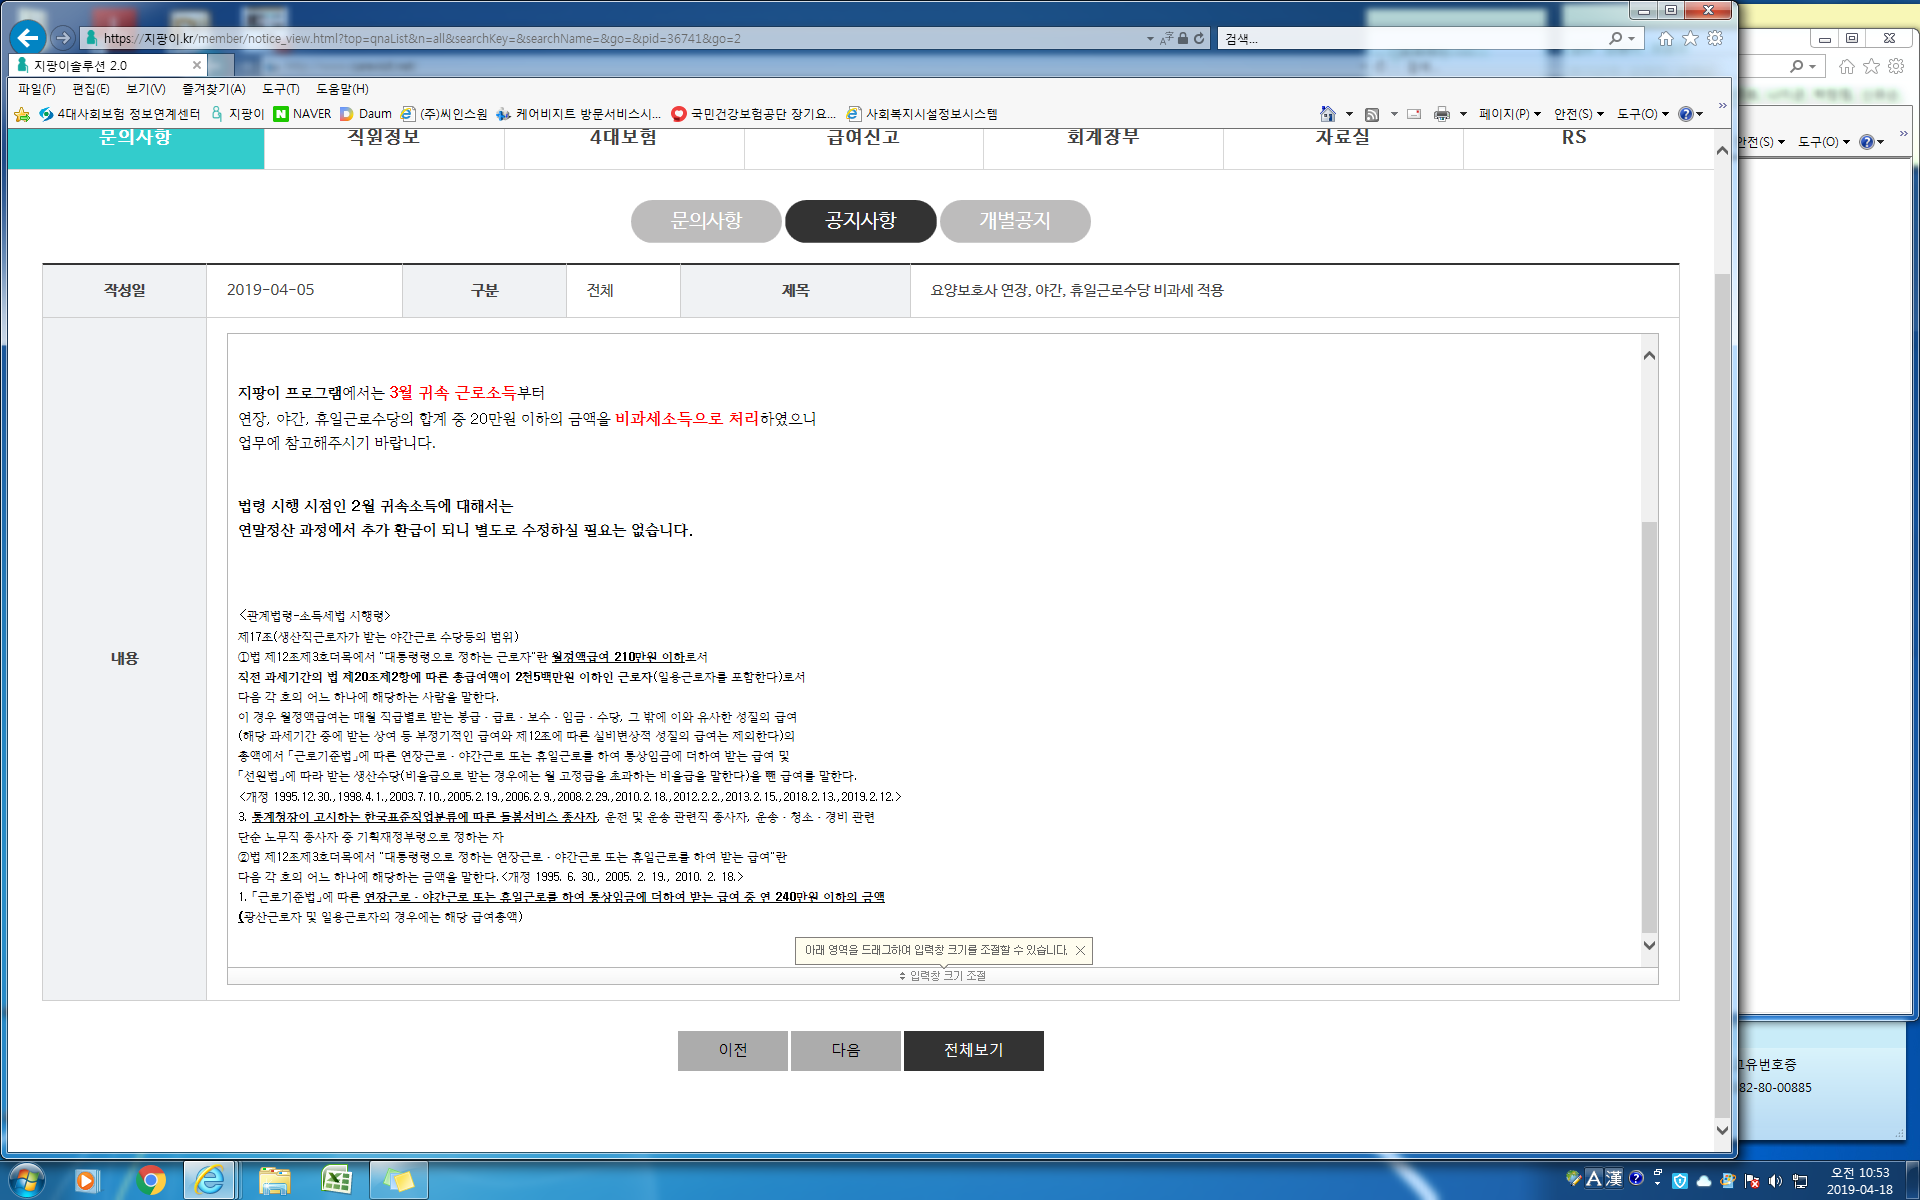 https://지팡이.kr/member/notice_view.html?top=qnaList&n=all&searchKey=&searchName=&go=&pid=36741&go=2
검색...
지팡이솔루션 2.0
파일(F) 편집(E) 보기(V) 즐겨찾기(A) 도구(T) 도움말(H)
4대사회보험 정보연계센터 지팡이 NAVER Daum (주)씨인스원 케어비지트 방문서비스시... 국민건강보험공단 장기요... 사회복지시설정보시스템
페이지(P) 안전(S) 도구(O)
안전(S) 도구(O)
문의사항 직원정보 4대보험 급여신고 회계장부 자료실 RS
문의사항 공지사항 개별공지
작성일 2019-04-05 구분 전체 제목 요양보호사 연장, 야간, 휴일근로수당 비과세 적용
내용
지팡이 프로그램에서는 3월 귀속 근로소득부터
연장, 야간, 휴일근로수당의 합계 중 20만원 이하의 금액을 비과세소득으로 처리하였으니
업무에 참고해주시기 바랍니다.
법령 시행 시점인 2월 귀속소득에 대해서는
연말정산 과정에서 추가 환급이 되니 별도로 수정하실 필요는 없습니다.
<관계법령-소득세법 시행령>
제17조(생산직근로자가 받는 야간근로 수당등의 범위)
①법 제12조제3호더목에서 "대통령령으로 정하는 근로자"란 월정액급여 210만원 이하로서
직전 과세기간의 법 제20조제2항에 따른 총급여액이 2천5백만원 이하인 근로자(일용근로자를 포함한다)로서
다음 각 호의 어느 하나에 해당하는 사람을 말한다.
이 경우 월정액급여는 매월 직급별로 받는 봉급ㆍ급료ㆍ보수ㆍ임금ㆍ수당, 그 밖에 이와 유사한 성질의 급여
(해당 과세기간 중에 받는 상여 등 부정기적인 급여와 제12조에 따른 실비변상적 성질의 급여는 제외한다)의
총액에서 「근로기준법」에 따른 연장근로ㆍ야간근로 또는 휴일근로를 하여 통상임금에 더하여 받는 급여 및
「선원법」에 따라 받는 생산수당(비율급으로 받는 경우에는 월 고정급을 초과하는 비율급을 말한다)을 뺀 급여를 말한다.
<개정 1995.12.30.,1998.4.1.,2003.7.10.,2005.2.19.,2006.2.9.,2008.2.29.,2010.2.18.,2012.2.2.,2013.2.15.,2018.2.13.,2019.2.12.>
3. 통계청장이 고시하는 한국표준직업분류에 따른 돌봄서비스 종사자, 운전 및 운송 관련직 종사자, 운송ㆍ청소ㆍ경비 관련
단순 노무직 종사자 중 기획재정부령으로 정하는 자
②법 제12조제3호더목에서 "대통령령으로 정하는 연장근로ㆍ야간근로 또는 휴일근로를 하여 받는 급여"란
다음 각 호의 어느 하나에 해당하는 금액을 말한다.<개정 1995. 6. 30., 2005. 2. 19., 2010. 2. 18.>
1. 「근로기준법」에 따른 연장근로ㆍ야간근로 또는 휴일근로를 하여 통상임금에 더하여 받는 급여 중 연 240만원 이하의 금액
(광산근로자 및 일용근로자의 경우에는 해당 급여총액)
아래 영역을 드래그하여 입력창 크기를 조절할 수 있습니다.
입력창 크기 조절
이전 다음 전체보기
고유번호증
82-80-00885
A 漢
오전 10:53
2019-04-18